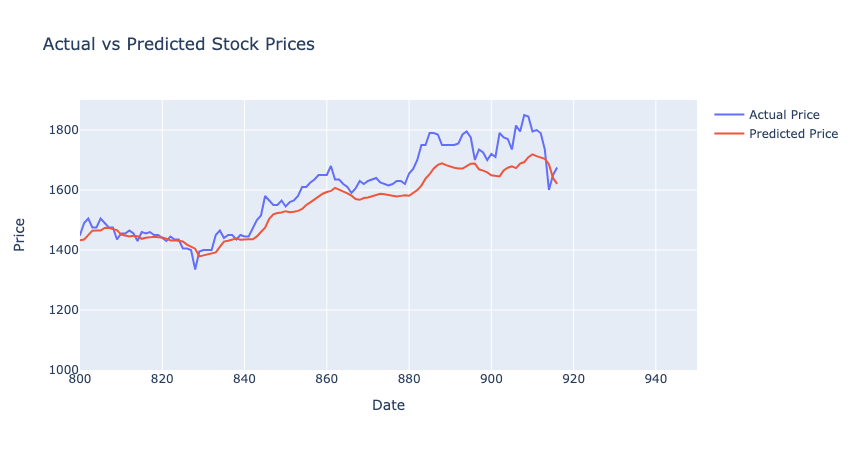 Actual vs Predicted Stock Prices
Actual Price
Predicted Price
1800
1600
1400
1200
1000
800 820 840 860 880 900 920 940
Price
Date